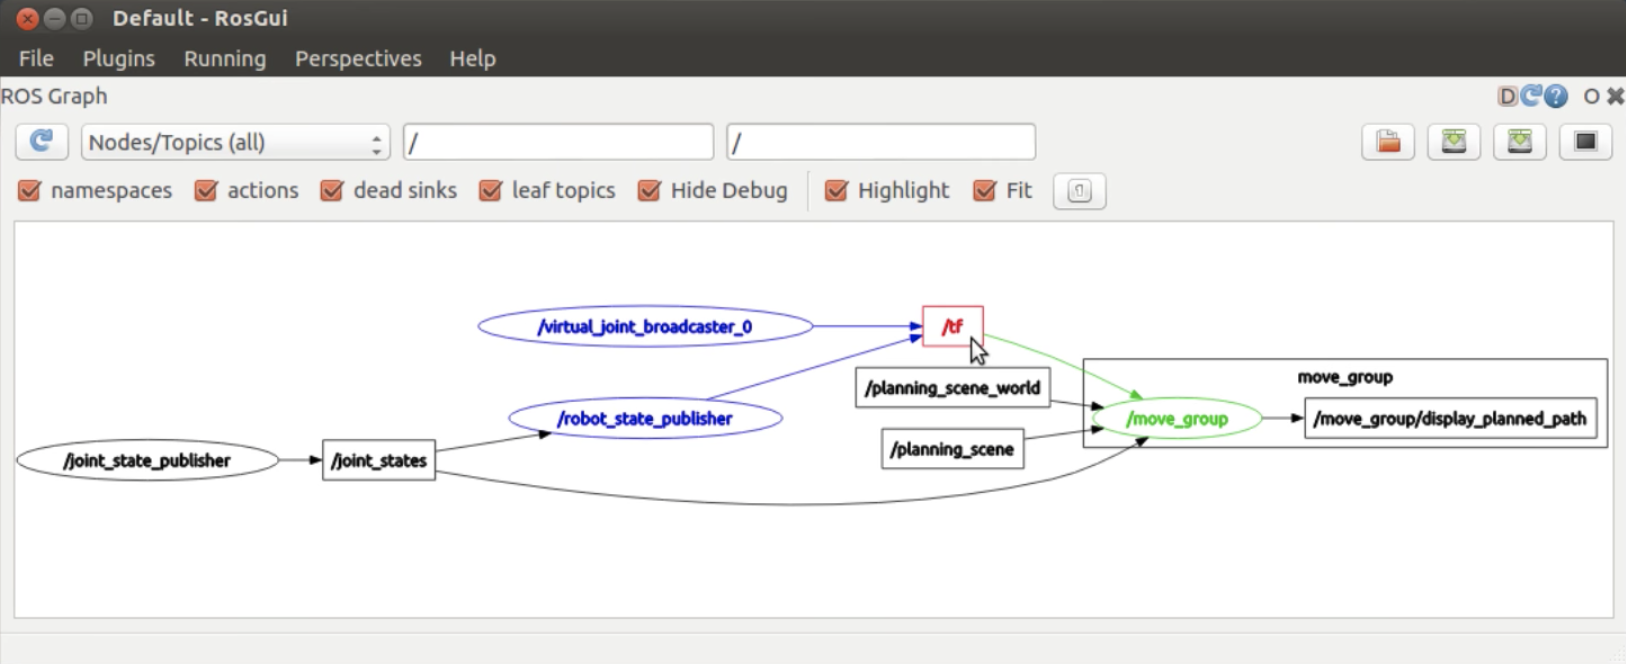 Default - RosGui
File Plugins Running Perspectives Help
ROS Graph
D ? O
Nodes/Topics (all) / /
namespaces actions dead sinks leaf topics Hide Debug Highlight Fit
/virtual_joint_broadcaster_0
/tf
/planning_scene_world
move_group
/robot_state_publisher
/move_group
/move_group/display_planned_path
/planning_scene
/joint_state_publisher
/joint_states